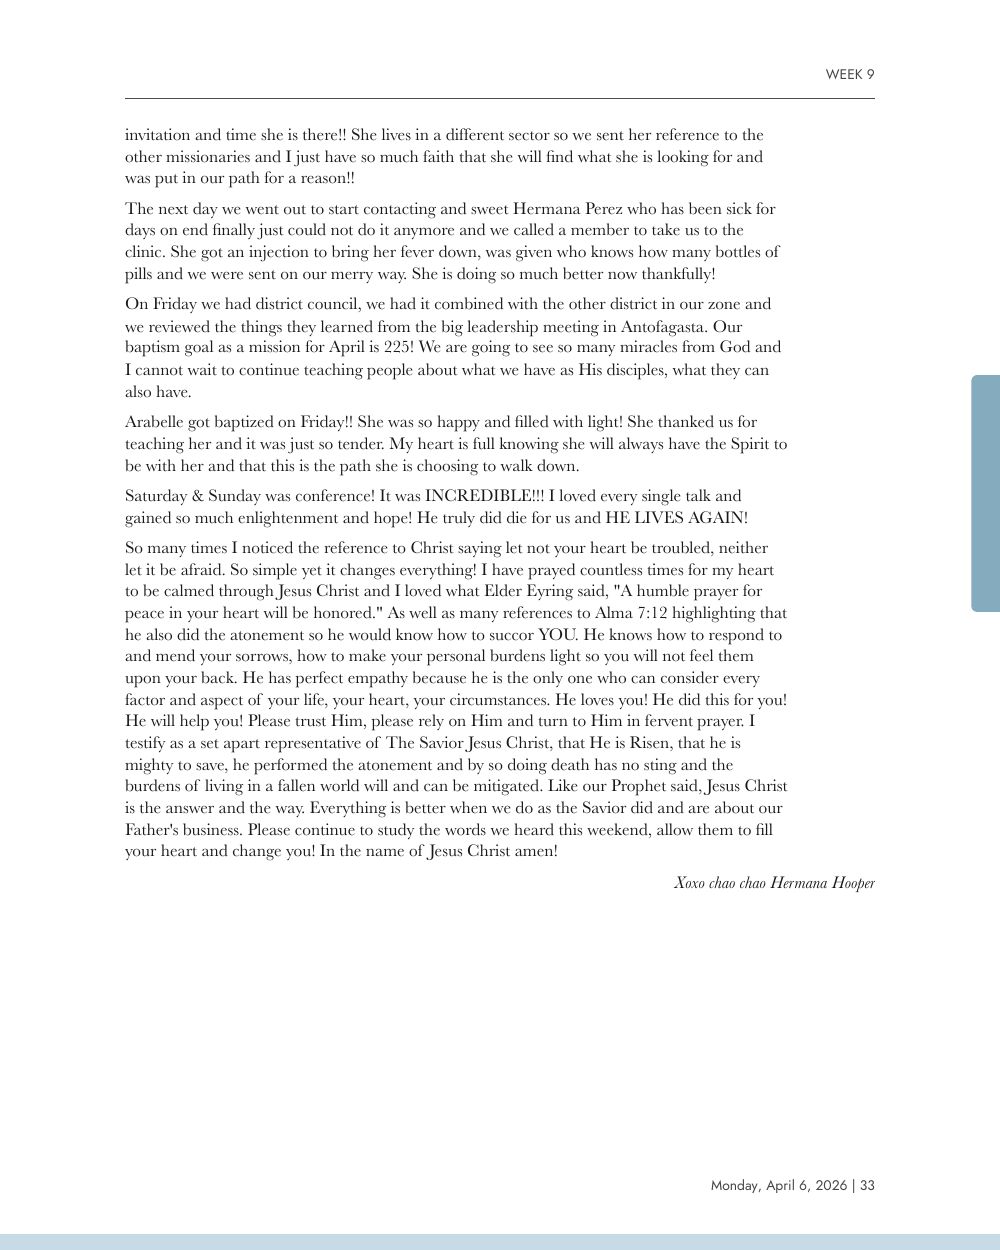 WEEK 9
invitation and time she is there!! She lives in a different sector so we sent her reference to the
other missionaries and I just have so much faith that she will find what she is looking for and
was put in our path for a reason!!
The next day we went out to start contacting and sweet Hermana Perez who has been sick for
days on end finally just could not do it anymore and we called a member to take us to the
clinic. She got an injection to bring her fever down, was given who knows how many bottles of
pills and we were sent on our merry way. She is doing so much better now thankfully!
On Friday we had district council, we had it combined with the other district in our zone and
we reviewed the things they learned from the big leadership meeting in Antofagasta. Our
baptism goal as a mission for April is 225! We are going to see so many miracles from God and
I cannot wait to continue teaching people about what we have as His disciples, what they can
also have.
Arabelle got baptized on Friday!! She was so happy and filled with light! She thanked us for
teaching her and it was just so tender. My heart is full knowing she will always have the Spirit to
be with her and that this is the path she is choosing to walk down.
Saturday & Sunday was conference! It was INCREDIBLE!!! I loved every single talk and
gained so much enlightenment and hope! He truly did die for us and HE LIVES AGAIN!
So many times I noticed the reference to Christ saying let not your heart be troubled, neither
let it be afraid. So simple yet it changes everything! I have prayed countless times for my heart
to be calmed through Jesus Christ and I loved what Elder Eyring said, "A humble prayer for
peace in your heart will be honored." As well as many references to Alma 7:12 highlighting that
he also did the atonement so he would know how to succor YOU. He knows how to respond to
and mend your sorrows, how to make your personal burdens light so you will not feel them
upon your back. He has perfect empathy because he is the only one who can consider every
factor and aspect of your life, your heart, your circumstances. He loves you! He did this for you!
He will help you! Please trust Him, please rely on Him and turn to Him in fervent prayer. I
testify as a set apart representative of The Savior Jesus Christ, that He is Risen, that he is
mighty to save, he performed the atonement and by so doing death has no sting and the
burdens of living in a fallen world will and can be mitigated. Like our Prophet said, Jesus Christ
is the answer and the way. Everything is better when we do as the Savior did and are about our
Father's business. Please continue to study the words we heard this weekend, allow them to fill
your heart and change you! In the name of Jesus Christ amen!
Xoxo chao chao Hermana Hooper
Monday, April 6, 2026 | 33